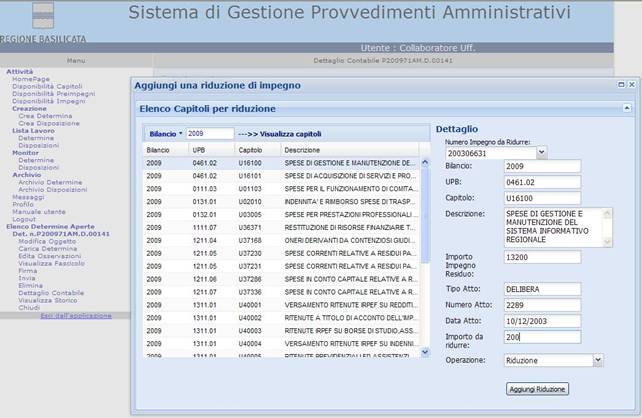 Sistema di Gestione Provvedimenti Amministrativi
REGIONE BASILICATA
Utente : Collaboratore Uff.
Menu
Dettaglio Contabile P200971AM.D.00141
Attività
HomePage
Disponibilità Capitoli
Disponibilità Preimpegni
Disponibilità Impegni
Creazione
Crea Determina
Crea Disposizione
Lista Lavoro
Determine
Disposizioni
Monitor
Determine
Disposizioni
Archivio
Archivio Determine
Archivio Disposizioni
Messaggi
Profilo
Manuale utente
Logout
Elenco Determine Aperte
Det. n.P200971AM.D.00141
Modifica Oggetto
Carica Determina
Edita Osservazioni
Visualizza Fascicolo
Firma
Invia
Elimina
Dettaglio Contabile
Visualizza Storico
Chiudi
Esci dall'applicazione
Aggiungi una riduzione di impegno
Elenco Capitoli per riduzione
Bilancio 2009 --->> Visualizza capitoli
Bilancio UPB Capitolo Descrizione
2009 0461.02 U16100 SPESE DI GESTIONE E MANUTENZIONE DE...
2009 0461.02 U16101 SPESE DI ACQUISIZIONE DI SERVIZI E PRO...
2009 0111.03 U01103 SPESE PER IL FUNZIONAMENTO DI COMITA...
2009 0131.01 U02010 INDENNITA' E RIMBORSO SPESE DI TRASP...
2009 0132.01 U03005 SPESE PER PRESTAZIONI PROFESSIONALI ...
2009 1111.07 U36371 RESTITUZIONE DI RISORSE FINANZIARIE T...
2009 1211.04 U37168 ONERI DERIVANTI DA CONTENZIOSI GIUDI...
2009 1211.05 U37230 SPESE CORRENTI RELATIVE A RESIDUI PA...
2009 1211.05 U37231 SPESE CORRENTI RELATIVE A RESIDUI PA...
2009 1211.06 U37286 SPESE IN CONTO CAPITALE RELATIVE A R...
2009 1211.06 U37336 SPESE IN CONTO CAPITALE RELATIVE A R...
2009 1311.01 U40001 VERSAMENTO RITENUTE IRPEF SU REDDITI...
2009 1311.01 U40002 RITENUTE A TITOLO DI ACCONTO DELL'IMP...
2009 1311.01 U40003 RITENUTE IRPEF SU BORSE DI STUDIO,ASS...
2009 1311.01 U40004 VERSAMENTO RITENUTE IRPEF SU INDENNI...
2009 1311.01 U40005 RITENUTE PREVIDENZIALI ED ASSISTENZI...
Dettaglio
Numero Impegno da Ridurre:
200306631
Bilancio: 2009
UPB: 0461.02
Capitolo: U16100
Descrizione: SPESE DI GESTIONE E
MANUTENZIONE DEL
SISTEMA INFORMATIVO
REGIONALE
Importo 13200
Impegno
Residuo:
Tipo Atto: DELIBERA
Numero Atto: 2289
Data Atto: 10/12/2003
Importo da 200
ridurre:
Operazione: Riduzione
Aggiungi Riduzione